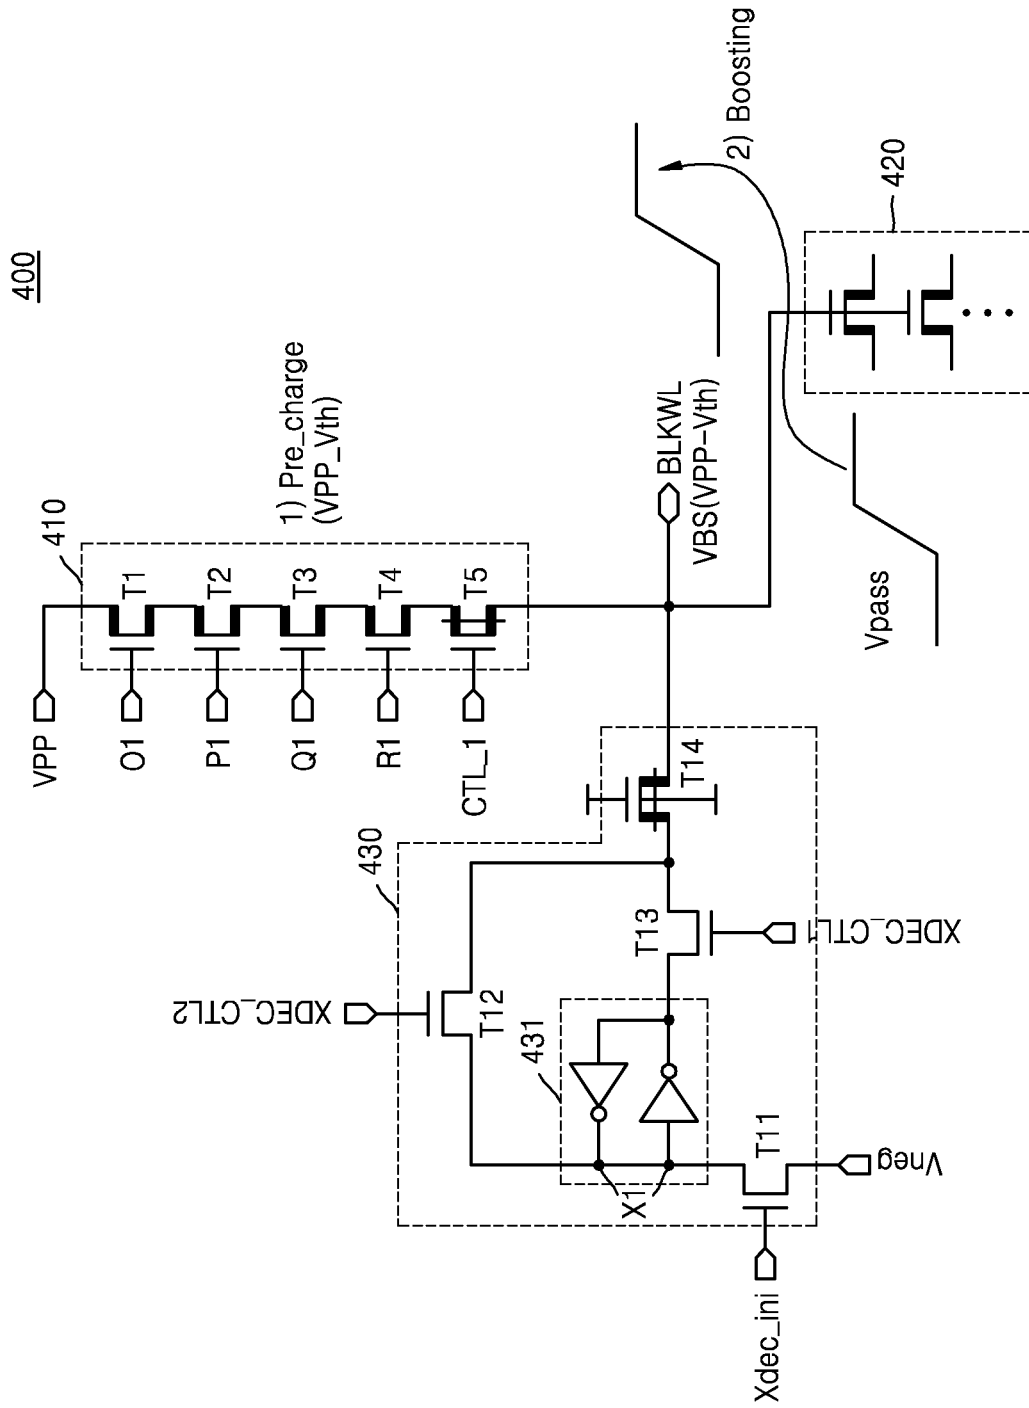 400
410
1) Pre_charge
(VPP_Vth)
VPP
O1
P1
Q1
R1
CTL_1
T1
T2
T3
T4
T5
2) Boosting
BLKWL
VBS(VPP-Vth)
420
Vpass
430
T14
XDEC_CTL2
T12
T13
XDEC_CTL1
431
X1
T11
Vneg
Xdec_ini